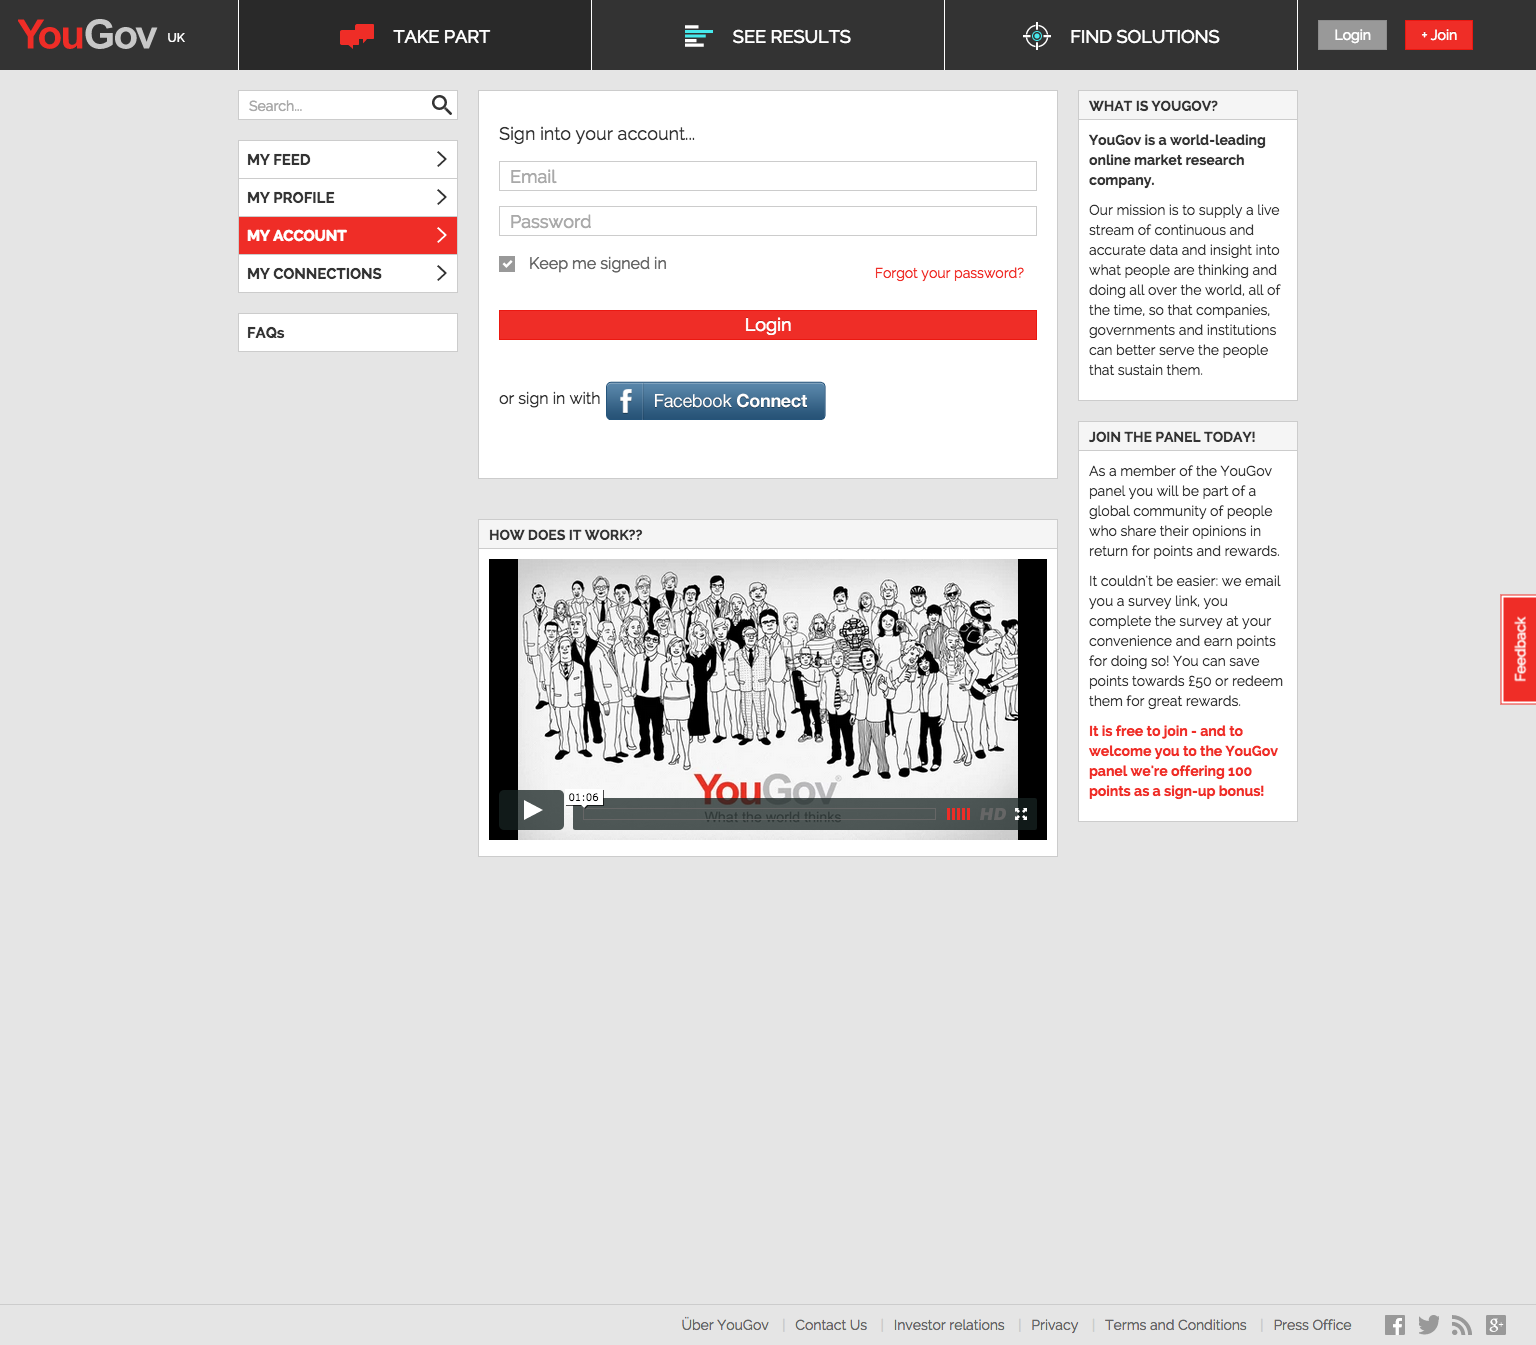 YouGov UK
TAKE PART
SEE RESULTS
FIND SOLUTIONS
Login
+ Join
Search...
MY FEED
MY PROFILE
MY ACCOUNT
MY CONNECTIONS
FAQs
Sign into your account...
Email
Password
Keep me signed in
Forgot your password?
Login
or sign in with
f Facebook Connect
HOW DOES IT WORK??
YouGov®
What the world thinks
01:06
HD
WHAT IS YOUGOV?
YouGov is a world-leading
online market research
company.
Our mission is to supply a live
stream of continuous and
accurate data and insight into
what people are thinking and
doing all over the world, all of
the time, so that companies,
governments and institutions
can better serve the people
that sustain them.
JOIN THE PANEL TODAY!
As a member of the YouGov
panel you will be part of a
global community of people
who share their opinions in
return for points and rewards.
It couldn't be easier: we email
you a survey link, you
complete the survey at your
convenience and earn points
for doing so! You can save
points towards £50 or redeem
them for great rewards.
It is free to join - and to
welcome you to the YouGov
panel we're offering 100
points as a sign-up bonus!
Feedback
Über YouGov | Contact Us | Investor relations | Privacy | Terms and Conditions | Press Office